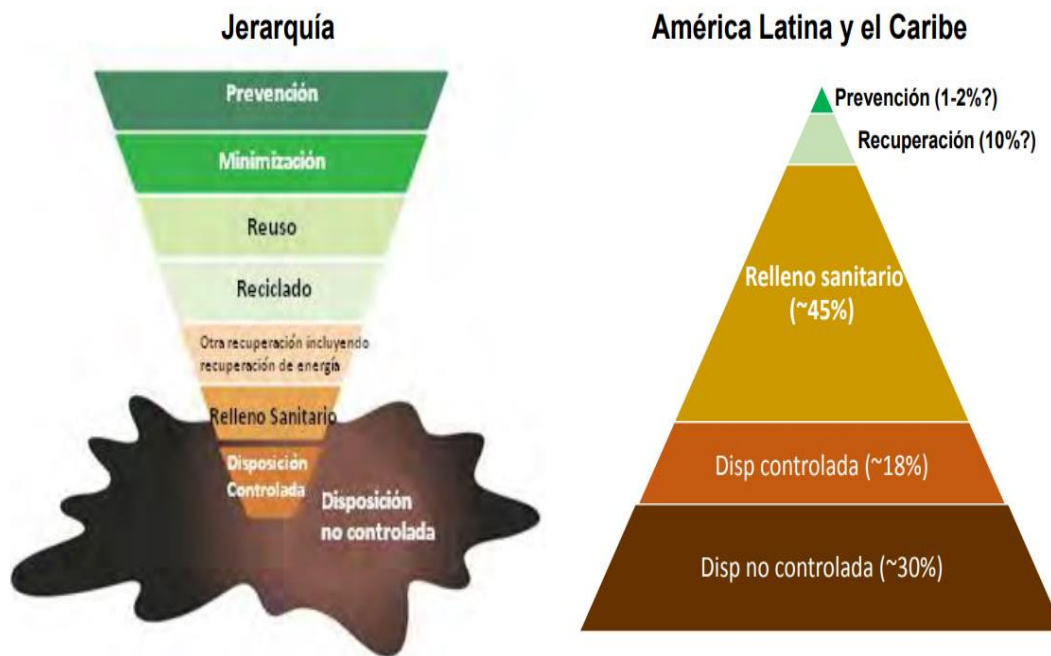 Jerarquía
Prevención
Minimización
Reuso
Reciclado
Otra recuperación incluyendo
recuperación de energía
Relleno Sanitario
Disposición
Controlada
Disposición
no controlada
América Latina y el Caribe
Prevención (1-2%?)
Recuperación (10%?)
Relleno sanitario
(~45%)
Disp controlada (~18%)
Disp no controlada (~30%)